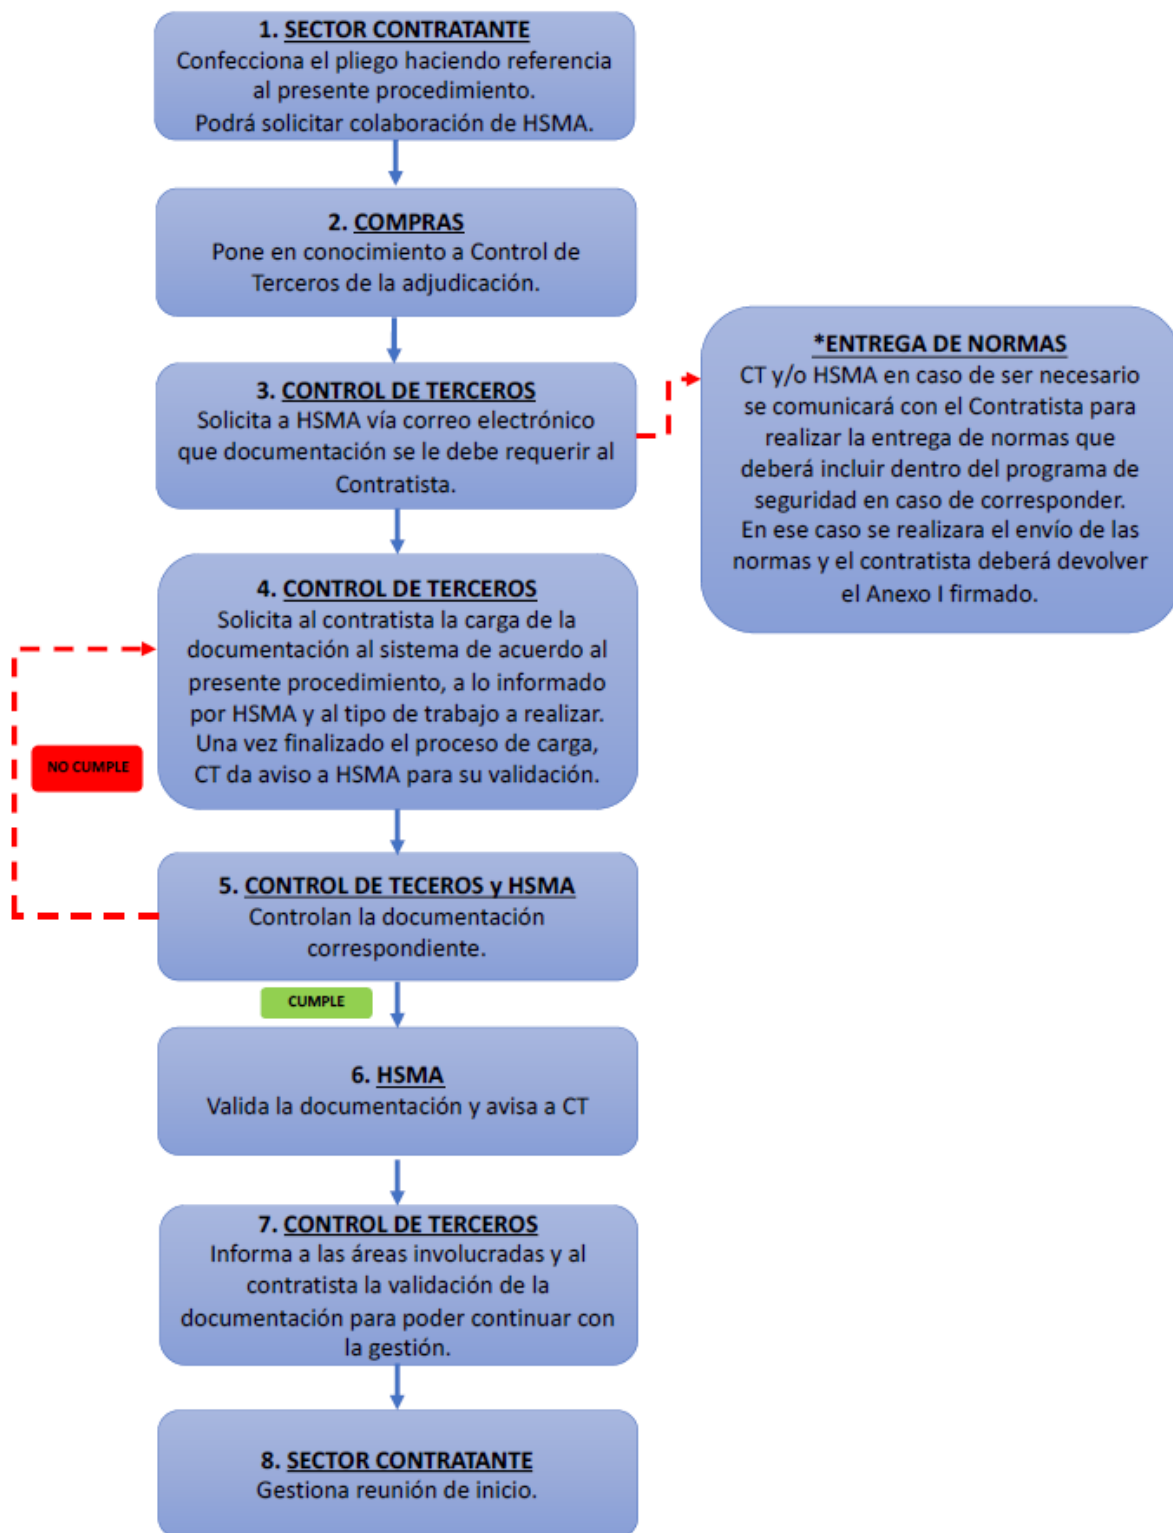 1. SECTOR CONTRATANTE
Confecciona el pliego haciendo referencia
al presente procedimiento.
Podrá solicitar colaboración de HSMA.
2. COMPRAS
Pone en conocimiento a Control de
Terceros de la adjudicación.
3. CONTROL DE TERCEROS
Solicita a HSMA vía correo electrónico
que documentación se le debe requerir al
Contratista.
*ENTREGA DE NORMAS
CT y/o HSMA en caso de ser necesario
se comunicará con el Contratista para
realizar la entrega de normas que
deberá incluir dentro del programa de
seguridad en caso de corresponder.
En ese caso se realizara el envío de las
normas y el contratista deberá devolver
el Anexo I firmado.
4. CONTROL DE TERCEROS
Solicita al contratista la carga de la
documentación al sistema de acuerdo al
presente procedimiento, a lo informado
por HSMA y al tipo de trabajo a realizar.
Una vez finalizado el proceso de carga,
CT da aviso a HSMA para su validación.
NO CUMPLE
5. CONTROL DE TECEROS y HSMA
Controlan la documentación
correspondiente.
CUMPLE
6. HSMA
Valida la documentación y avisa a CT
7. CONTROL DE TERCEROS
Informa a las áreas involucradas y al
contratista la validación de la
documentación para poder continuar con
la gestión.
8. SECTOR CONTRATANTE
Gestiona reunión de inicio.